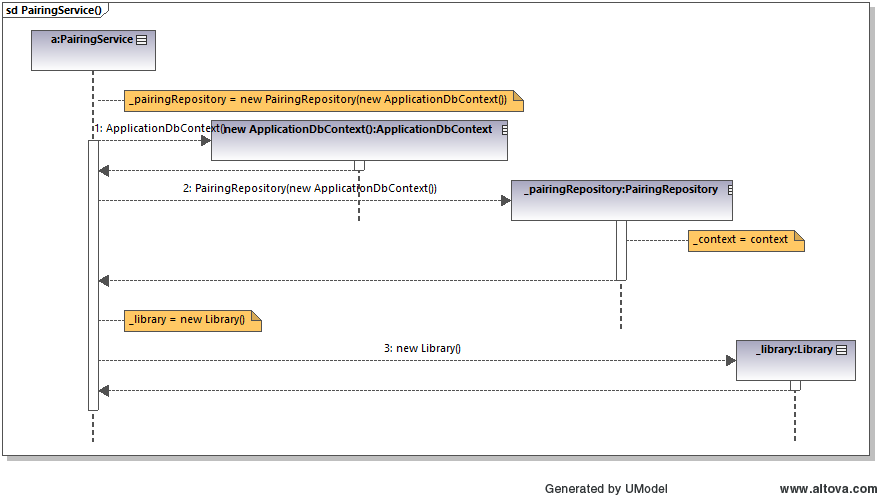 sd PairingService()
a:PairingService
_pairingRepository = new PairingRepository(new ApplicationDbContext())
1: ApplicationDbContext()
new ApplicationDbContext():ApplicationDbContext
2: PairingRepository(new ApplicationDbContext())
_pairingRepository:PairingRepository
_context = context
_library = new Library()
3: new Library()
_library:Library
Generated by UModel
www.altova.com